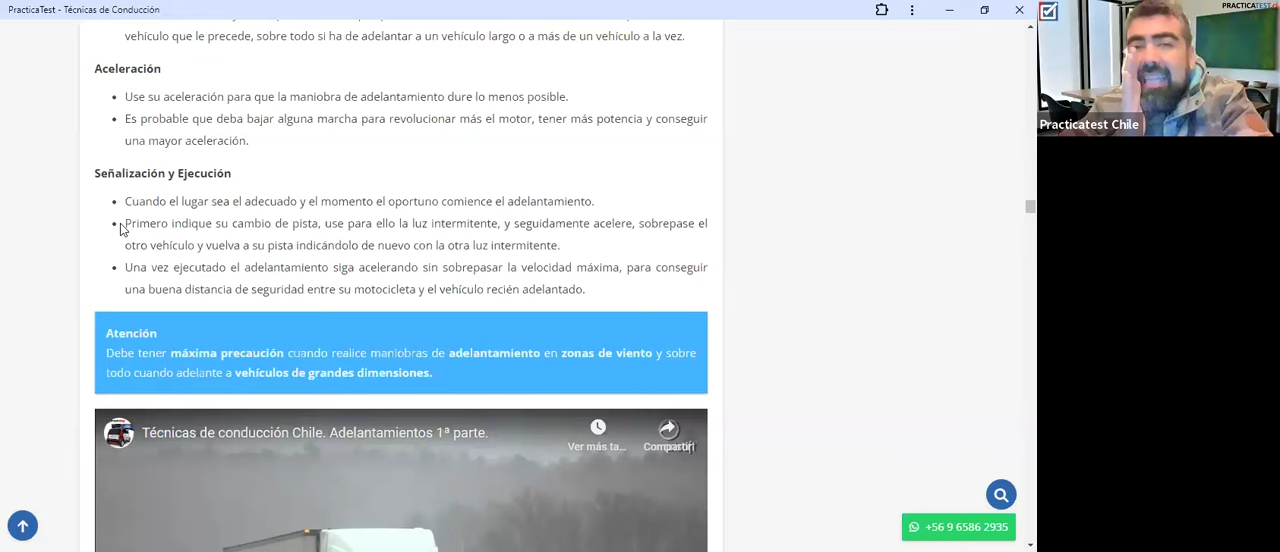 PracticaTest - Técnicas de Conducción
PRACTICATEST
vehículo que le precede, sobre todo si ha de adelantar a un vehículo largo o a más de un vehículo a la vez.
Aceleración
• Use su aceleración para que la maniobra de adelantamiento dure lo menos posible.
• Es probable que deba bajar alguna marcha para revolucionar más el motor, tener más potencia y conseguir
una mayor aceleración.
Practicatest Chile
Señalización y Ejecución
• Cuando el lugar sea el adecuado y el momento el oportuno comience el adelantamiento.
• Primero indique su cambio de pista, use para ello la luz intermitente, y seguidamente acelere, sobrepase el
otro vehículo y vuelva a su pista indicándolo de nuevo con la otra luz intermitente.
• Una vez ejecutado el adelantamiento siga acelerando sin sobrepasar la velocidad máxima, para conseguir
una buena distancia de seguridad entre su motocicleta y el vehículo recién adelantado.
Atención
Debe tener máxima precaución cuando realice maniobras de adelantamiento en zonas de viento y sobre
todo cuando adelante a vehículos de grandes dimensiones.
Técnicas de conducción Chile. Adelantamientos 1ª parte.
Ver más ta...
Compartir
+56 9 6586 2935